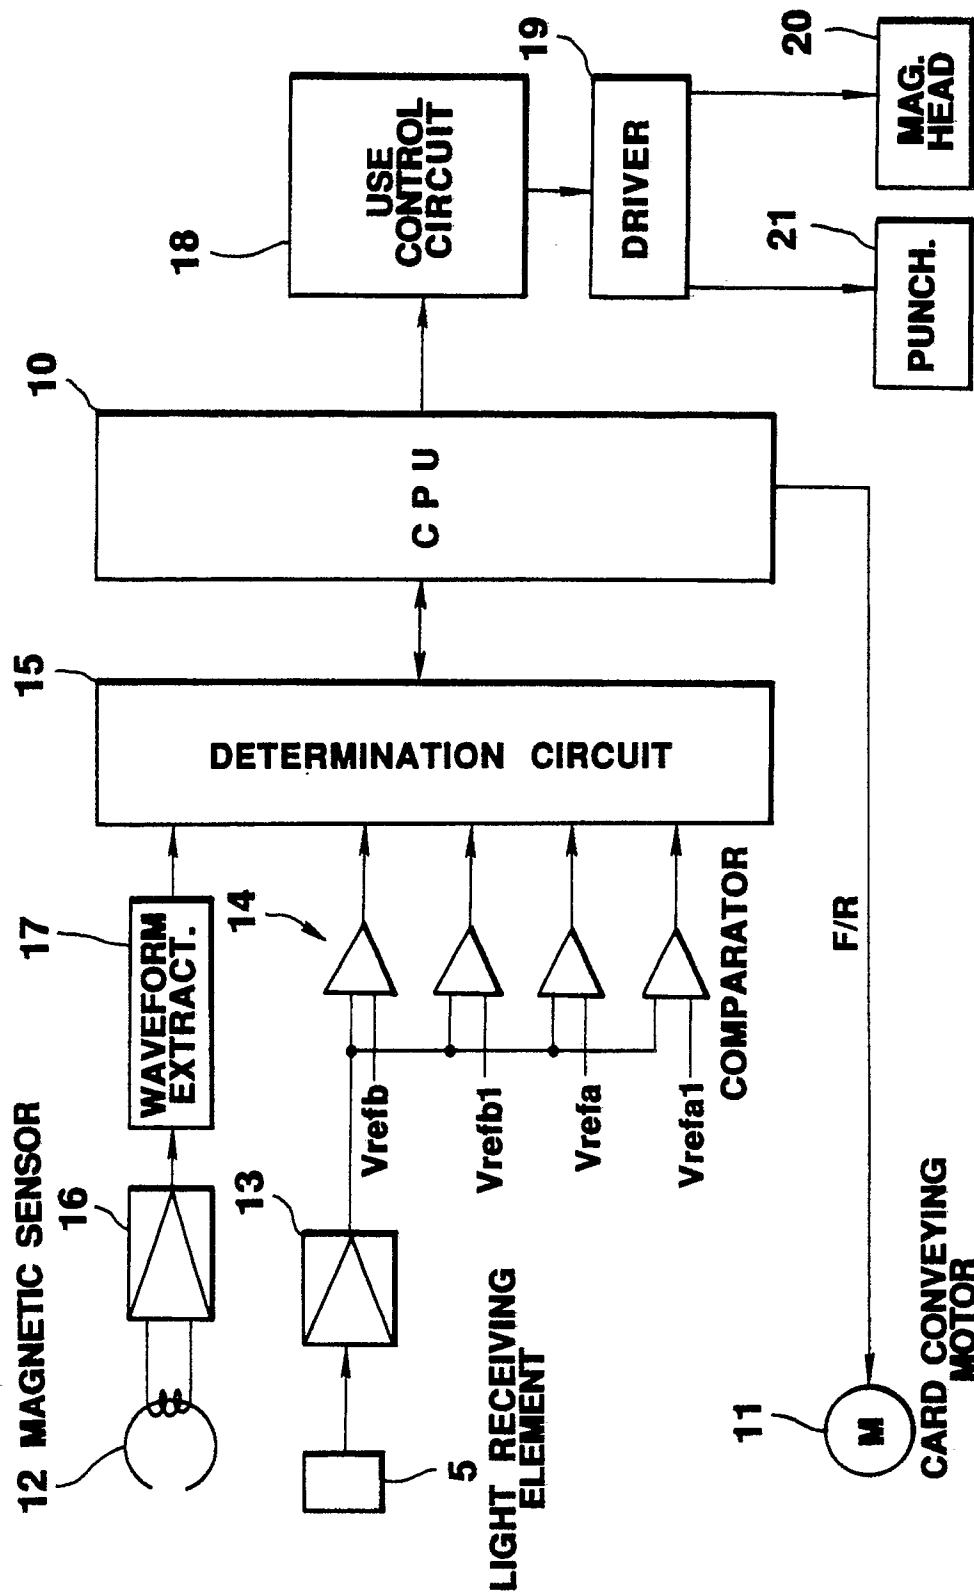 12 MAGNETIC SENSOR
16
17
WAVEFORM
EXTRACT.
15
DETERMINATION CIRCUIT
10
CPU
18
USE
CONTROL
CIRCUIT
19
DRIVER
20
MAG.
HEAD
21
PUNCH.
5
LIGHT RECEIVING
ELEMENT
13
14
Vrefb
Vrefb1
Vrefa
Vrefa1
COMPARATOR
F/R
11
M
CARD CONVEYING
MOTOR